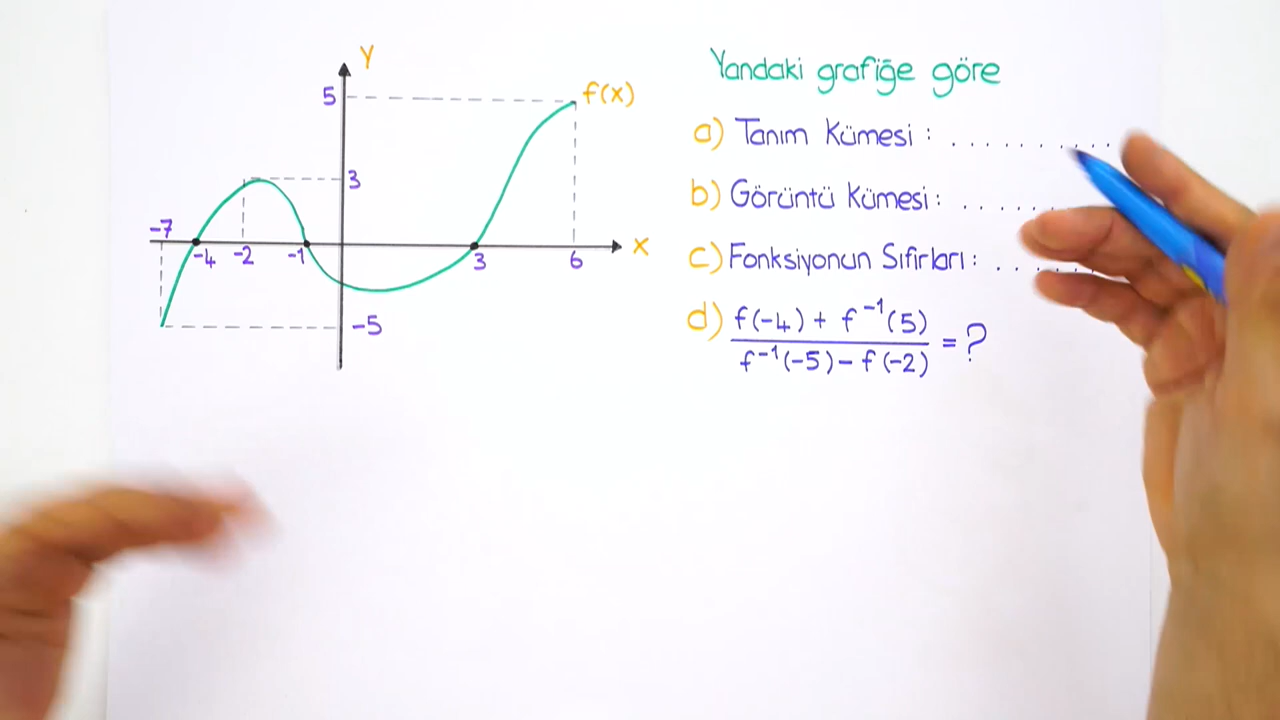 Y
5
f(x)
3
-7
-4
-2
-1
3
6
X
-5
Yandaki grafiğe göre
a) Tanım Kümesi : . . . . . . . . .
b) Görüntü Kümesi : . . . . .
c) Fonksiyonun Sıfırları : . . . . .
d) f(-4) + f⁻¹(5)
f⁻¹(-5) - f(-2)
= ?